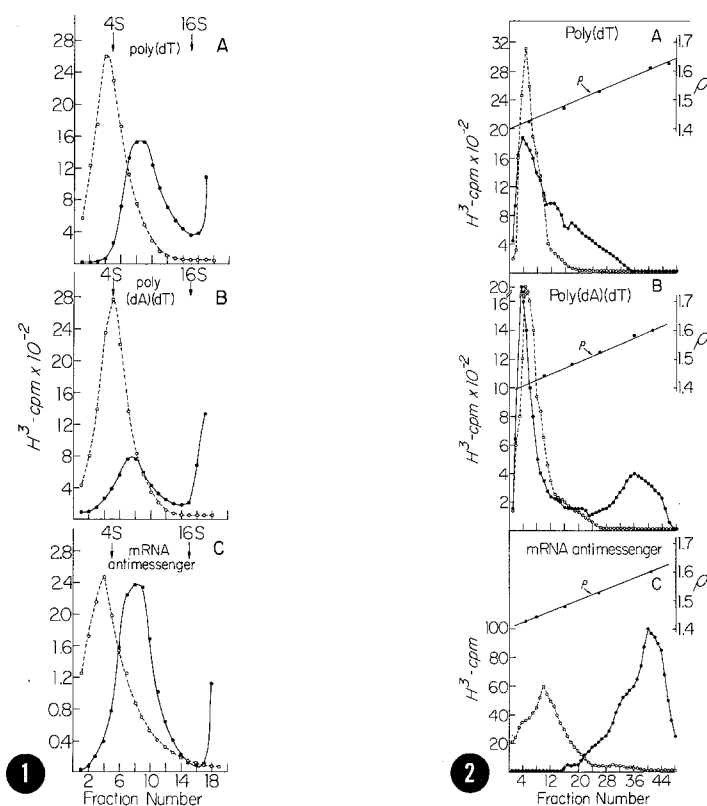 4S 16S
poly(dT) A
28
24
20
16
12
8
4
4S 16S
poly
(dA)(dT) B
28
24
20
16
12
8
4
H³-cpm x 10⁻²
4S 16S
mRNA
antimessenger C
2.8
2.4
2.0
1.6
1.2
0.8
0.4
2 6 10 14 18
Fraction Number
1
Poly(dT) A
32
28
24
20
16
12
8
4
H³-cpm x 10⁻²
ρ
1.7
1.6
1.5
1.4
ρ
Poly(dA)(dT) B
20
16
14
12
10
8
6
4
2
H³-cpm x 10⁻²
ρ
1.7
1.6
1.5
1.4
ρ
mRNA antimessenger
C
100
80
60
40
20
H³-cpm
ρ
1.7
1.6
1.5
1.4
ρ
4 12 20 28 36 44
Fraction Number
2